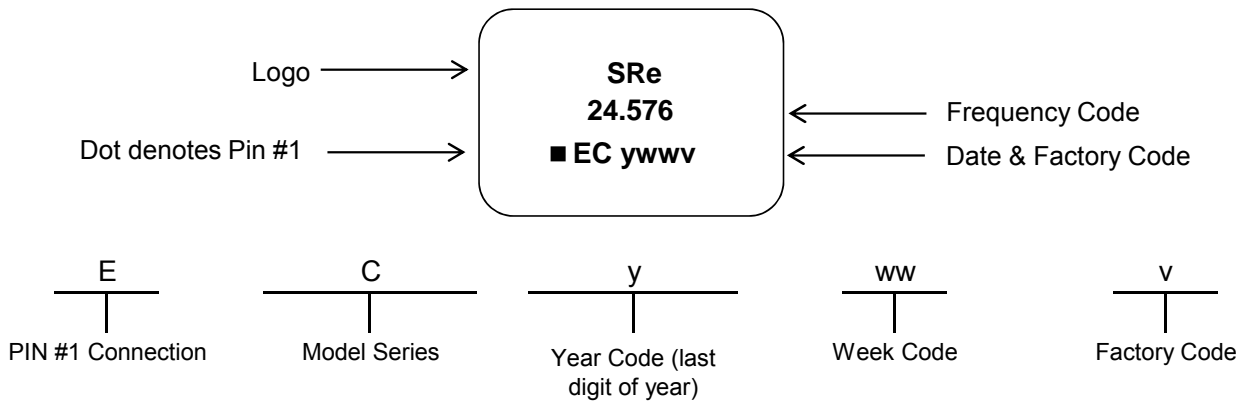 Logo
SRe
24.576
Frequency Code
Dot denotes Pin #1
■ EC ywwv
Date & Factory Code
E
C
y
ww
v
PIN #1 Connection
Model Series
Year Code (last
digit of year)
Week Code
Factory Code